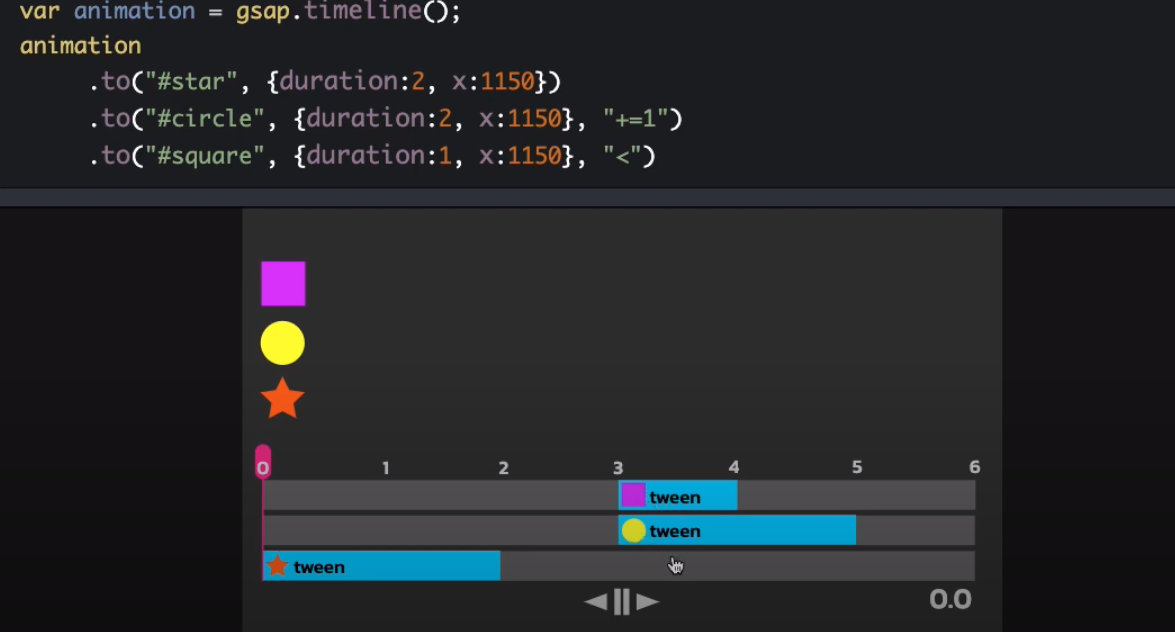 var animation = gsap.timeline();
animation
.to("#star", {duration:2, x:1150})
.to("#circle", {duration:2, x:1150}, "+=1")
.to("#square", {duration:1, x:1150}, "<")
0 1 2 3 4 5 6
tween
tween
tween
0.0